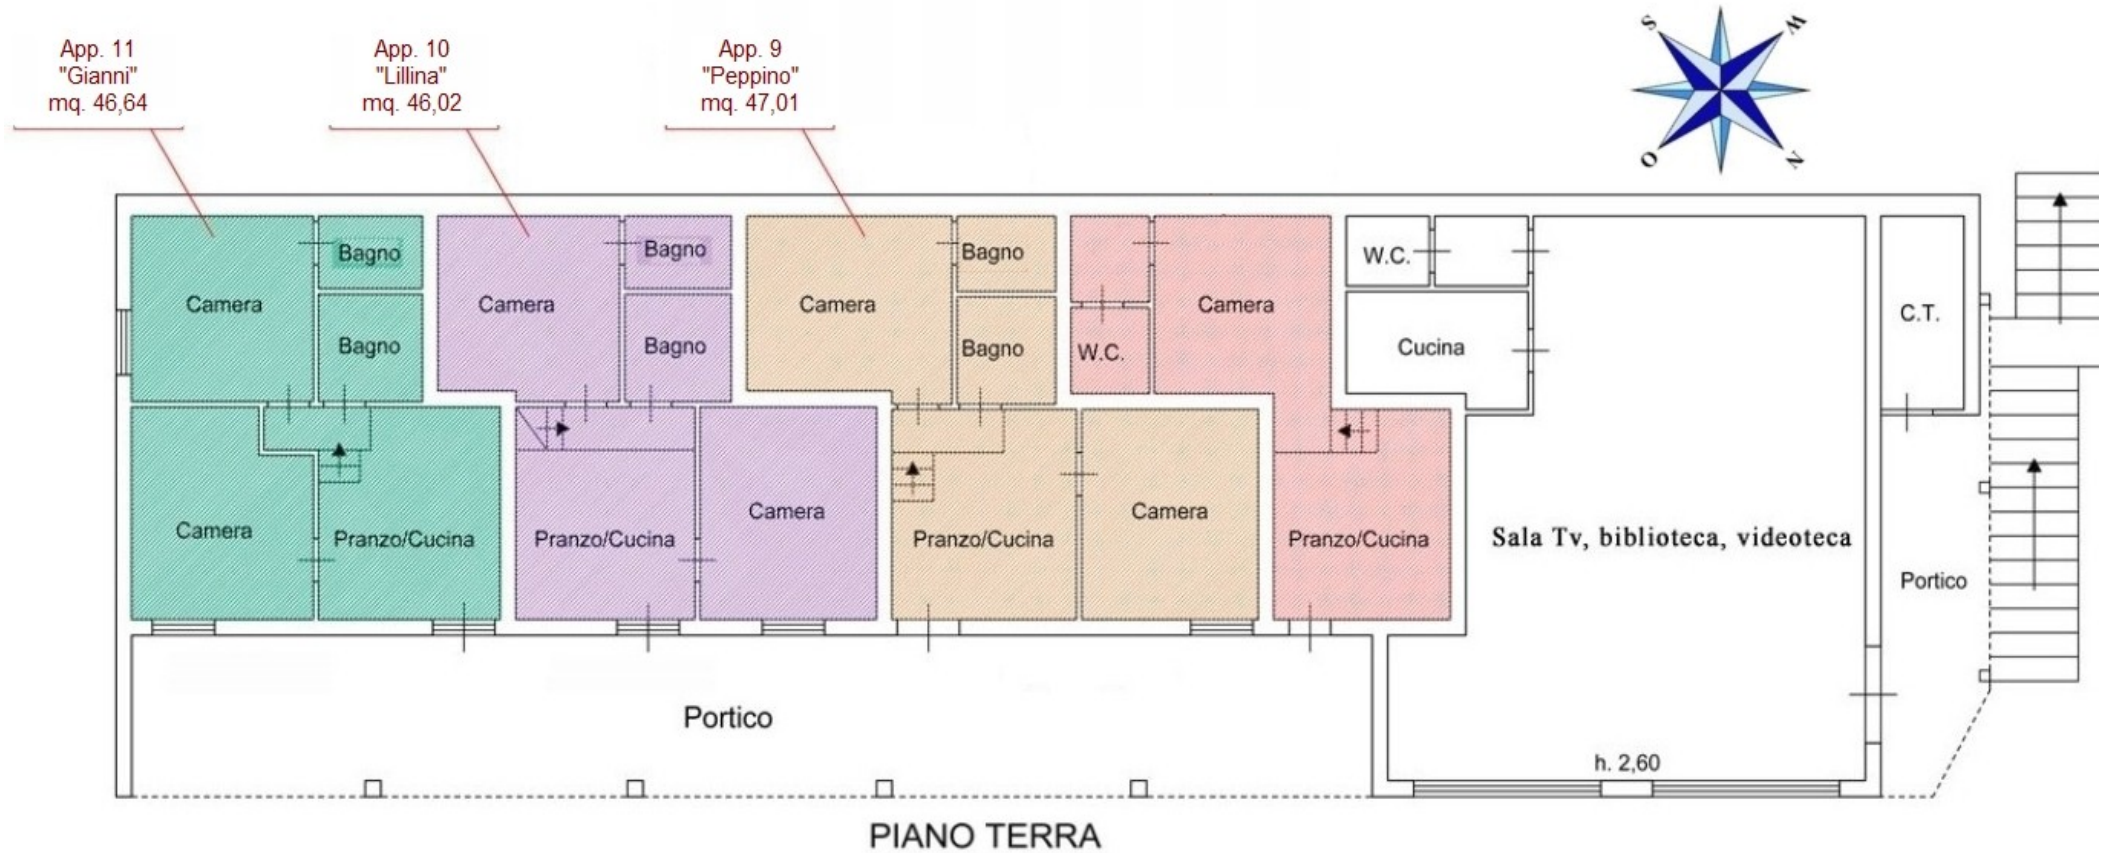 App. 11
"Gianni"
mq. 46,64
App. 10
"Lillina"
mq. 46,02
App. 9
"Peppino"
mq. 47,01
S
W
O
N
Camera
Bagno
Bagno
Camera
Pranzo/Cucina
Camera
Bagno
Bagno
Pranzo/Cucina
Camera
Camera
Bagno
Bagno
Pranzo/Cucina
Camera
W.C.
Camera
Pranzo/Cucina
W.C.
Cucina
Sala Tv, biblioteca, videoteca
h. 2,60
C.T.
Portico
Portico
PIANO TERRA